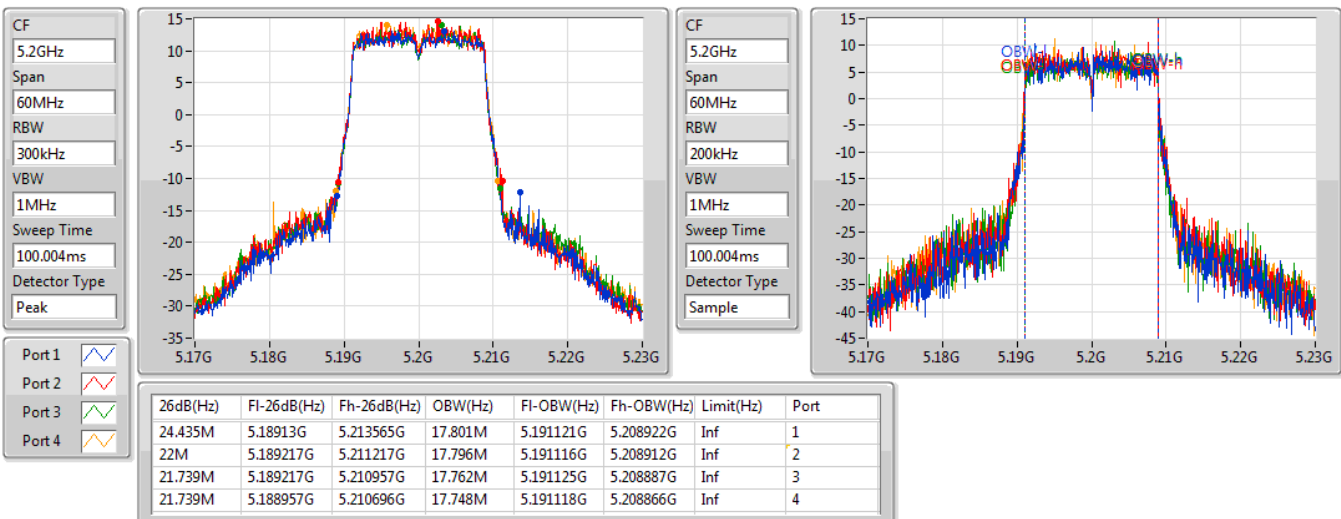 CF
5.2GHz
Span
60MHz
RBW
300kHz
VBW
1MHz
Sweep Time
100.004ms
Detector Type
Peak
15
10
5
0
-5
-10
-15
-20
-25
-30
-35
5.17G 5.18G 5.19G 5.2G 5.21G 5.22G 5.23G
CF
5.2GHz
Span
60MHz
RBW
200kHz
VBW
1MHz
Sweep Time
100.004ms
Detector Type
Sample
15
10
5
0
-5
-10
-15
-20
-25
-30
-35
-40
-45
OBW-l
OBW-h
5.17G 5.18G 5.19G 5.2G 5.21G 5.22G 5.23G
Port 1
Port 2
Port 3
Port 4
26dB(Hz) Fl-26dB(Hz) Fh-26dB(Hz) OBW(Hz) Fl-OBW(Hz) Fh-OBW(Hz) Limit(Hz) Port
24.435M 5.18913G 5.213565G 17.801M 5.191121G 5.208922G Inf 1
22M 5.189217G 5.211217G 17.796M 5.191116G 5.208912G Inf 2
21.739M 5.189217G 5.210957G 17.762M 5.191125G 5.208887G Inf 3
21.739M 5.188957G 5.210696G 17.748M 5.191118G 5.208866G Inf 4